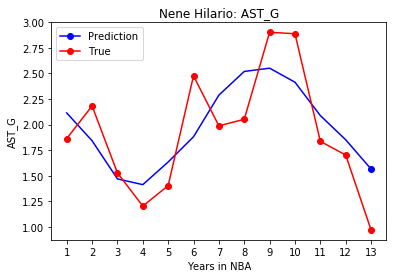 Nene Hilario: AST_G
Prediction
True
AST_G
3.00
2.75
2.50
2.25
2.00
1.75
1.50
1.25
1.00
1 2 3 4 5 6 7 8 9 10 11 12 13
Years in NBA